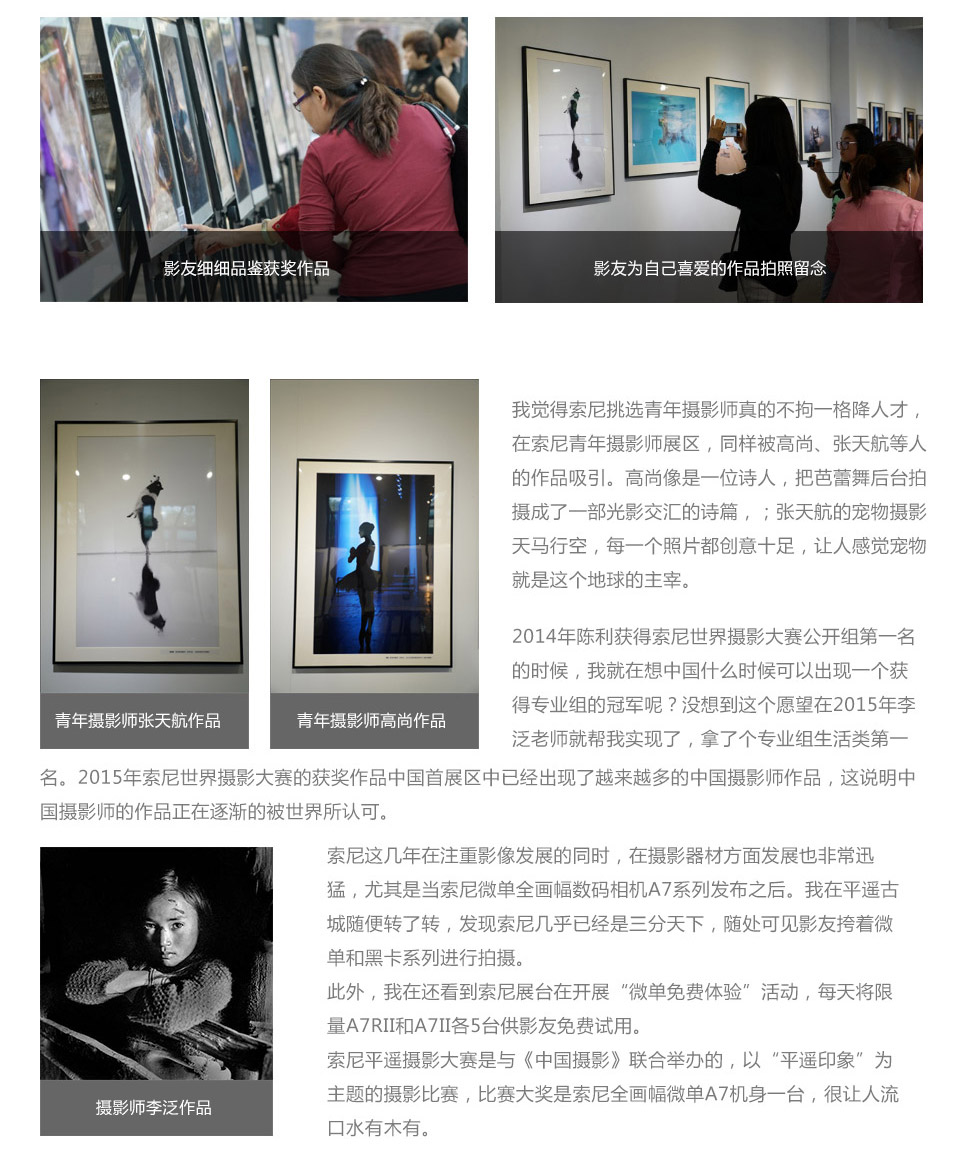 影友细细品鉴获奖作品
影友为自己喜爱的作品拍照留念
青年摄影师张天航作品
青年摄影师高尚作品
我觉得索尼挑选青年摄影师真的不拘一格降人才，
在索尼青年摄影师展区，同样被高尚、张天航等人
的作品吸引。高尚像是一位诗人，把芭蕾舞后台拍
摄成了一部光影交汇的诗篇，；张天航的宠物摄影
天马行空，每一个照片都创意十足，让人感觉宠物
就是这个地球的主宰。
2014年陈利获得索尼世界摄影大赛公开组第一名
的时候，我就在想中国什么时候可以出现一个获
得专业组的冠军呢？没想到这个愿望在2015年李
泛老师就帮我实现了，拿了个专业组生活类第一
名。2015年索尼世界摄影大赛的获奖作品中国首展区中已经出现了越来越多的中国摄影师作品，这说明中
国摄影师的作品正在逐渐的被世界所认可。
摄影师李泛作品
索尼这几年在注重影像发展的同时，在摄影器材方面发展也非常迅
猛，尤其是当索尼微单全画幅数码相机A7系列发布之后。我在平遥古
城随便转了转，发现索尼几乎已经是三分天下，随处可见影友挎着微
单和黑卡系列进行拍摄。
此外，我在还看到索尼展台在开展“微单免费体验”活动，每天将限
量A7RII和A7II各5台供影友免费试用。
索尼平遥摄影大赛是与《中国摄影》联合举办的，以“平遥印象”为
主题的摄影比赛，比赛大奖是索尼全画幅微单A7机身一台，很让人流
口水有木有。